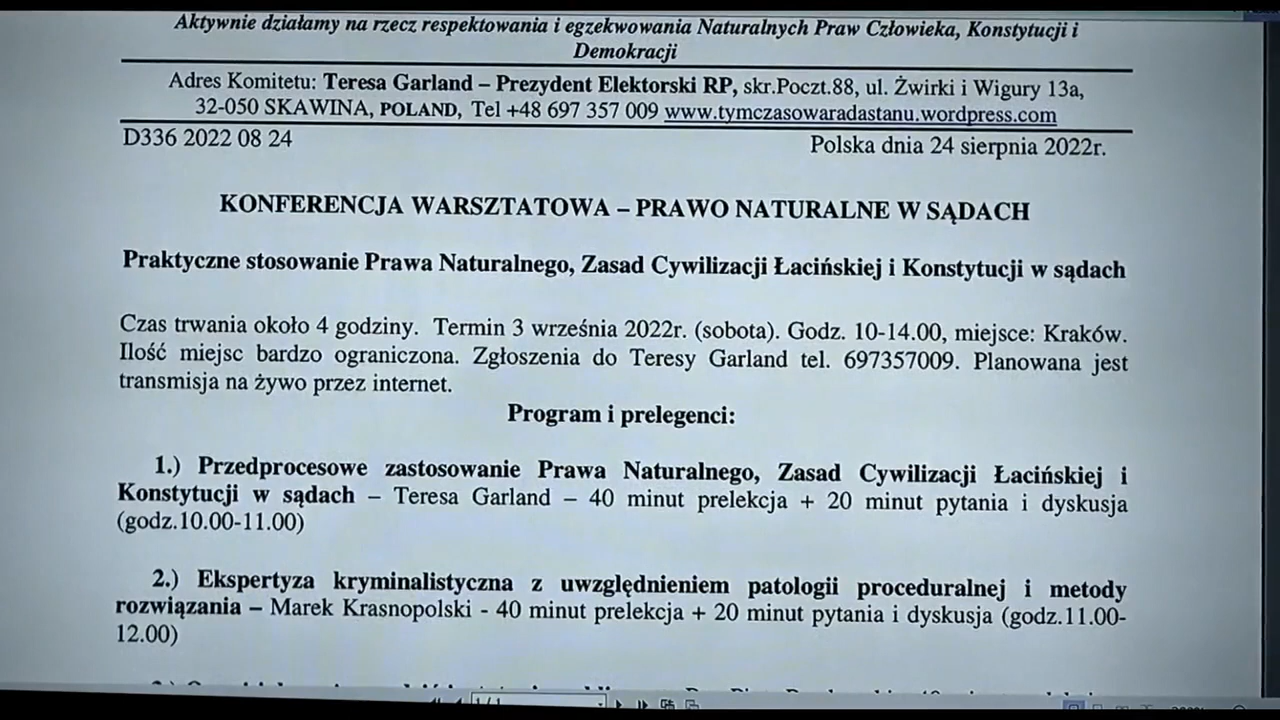 Aktywnie działamy na rzecz respektowania i egzekwowania Naturalnych Praw Człowieka, Konstytucji i
Demokracji
Adres Komitetu: Teresa Garland – Prezydent Elektorski RP, skr.Poczt.88, ul. Żwirki i Wigury 13a,
32-050 SKAWINA, POLAND, Tel +48 697 357 009 www.tymczasowaradastanu.wordpress.com
D336 2022 08 24 Polska dnia 24 sierpnia 2022r.
KONFERENCJA WARSZTATOWA – PRAWO NATURALNE W SĄDACH
Praktyczne stosowanie Prawa Naturalnego, Zasad Cywilizacji Łacińskiej i Konstytucji w sądach
Czas trwania około 4 godziny. Termin 3 września 2022r. (sobota). Godz. 10-14.00, miejsce: Kraków.
Ilość miejsc bardzo ograniczona. Zgłoszenia do Teresy Garland tel. 697357009. Planowana jest
transmisja na żywo przez internet.
Program i prelegenci:
1.) Przedprocesowe zastosowanie Prawa Naturalnego, Zasad Cywilizacji Łacińskiej i
Konstytucji w sądach – Teresa Garland – 40 minut prelekcja + 20 minut pytania i dyskusja
(godz.10.00-11.00)
2.) Ekspertyza kryminalistyczna z uwzględnieniem patologii proceduralnej i metody
rozwiązania – Marek Krasnopolski - 40 minut prelekcja + 20 minut pytania i dyskusja (godz.11.00-
12.00)
1/1